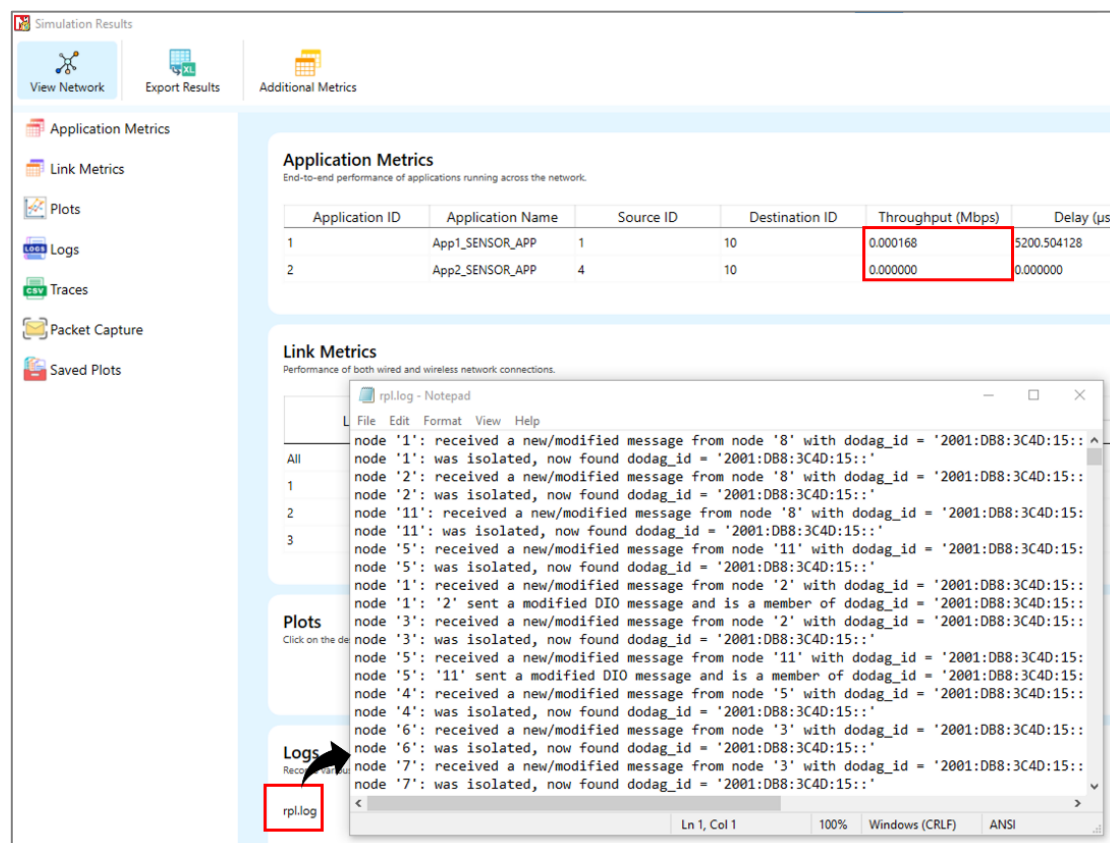 Simulation Results
View Network
Export Results
Additional Metrics
Application Metrics
Link Metrics
Plots
Logs
Traces
Packet Capture
Saved Plots
Application Metrics
End-to-end performance of applications running across the network.
Application ID Application Name Source ID Destination ID Throughput (Mbps) Delay (µs
1 App1_SENSOR_APP 1 10 0.000168 5200.504128
2 App2_SENSOR_APP 4 10 0.000000 0.000000
Link Metrics
Performance of both wired and wireless network connections.
L
All
1
2
3
Plots
Click on the de
Logs
rpl.log
rpl.log - Notepad
File Edit Format View Help
node '1': received a new/modified message from node '8' with dodag_id = '2001:DB8:3C4D:15::
node '1': was isolated, now found dodag_id = '2001:DB8:3C4D:15::'
node '2': received a new/modified message from node '8' with dodag_id = '2001:DB8:3C4D:15::
node '2': was isolated, now found dodag_id = '2001:DB8:3C4D:15::'
node '11': received a new/modified message from node '8' with dodag_id = '2001:DB8:3C4D:15:
node '11': was isolated, now found dodag_id = '2001:DB8:3C4D:15::'
node '5': received a new/modified message from node '11' with dodag_id = '2001:DB8:3C4D:15:
node '5': was isolated, now found dodag_id = '2001:DB8:3C4D:15::'
node '1': received a new/modified message from node '2' with dodag_id = '2001:DB8:3C4D:15::
node '1': '2' sent a modified DIO message and is a member of dodag_id = '2001:DB8:3C4D:15::
node '3': received a new/modified message from node '2' with dodag_id = '2001:DB8:3C4D:15::
node '3': was isolated, now found dodag_id = '2001:DB8:3C4D:15::'
node '5': received a new/modified message from node '11' with dodag_id = '2001:DB8:3C4D:15:
node '5': '11' sent a modified DIO message and is a member of dodag_id = '2001:DB8:3C4D:15:
node '4': received a new/modified message from node '5' with dodag_id = '2001:DB8:3C4D:15::
node '4': was isolated, now found dodag_id = '2001:DB8:3C4D:15::'
node '6': received a new/modified message from node '3' with dodag_id = '2001:DB8:3C4D:15::
node '6': was isolated, now found dodag_id = '2001:DB8:3C4D:15::'
node '7': received a new/modified message from node '3' with dodag_id = '2001:DB8:3C4D:15::
node '7': was isolated, now found dodag_id = '2001:DB8:3C4D:15::'
Ln 1, Col 1 100% Windows (CRLF) ANSI